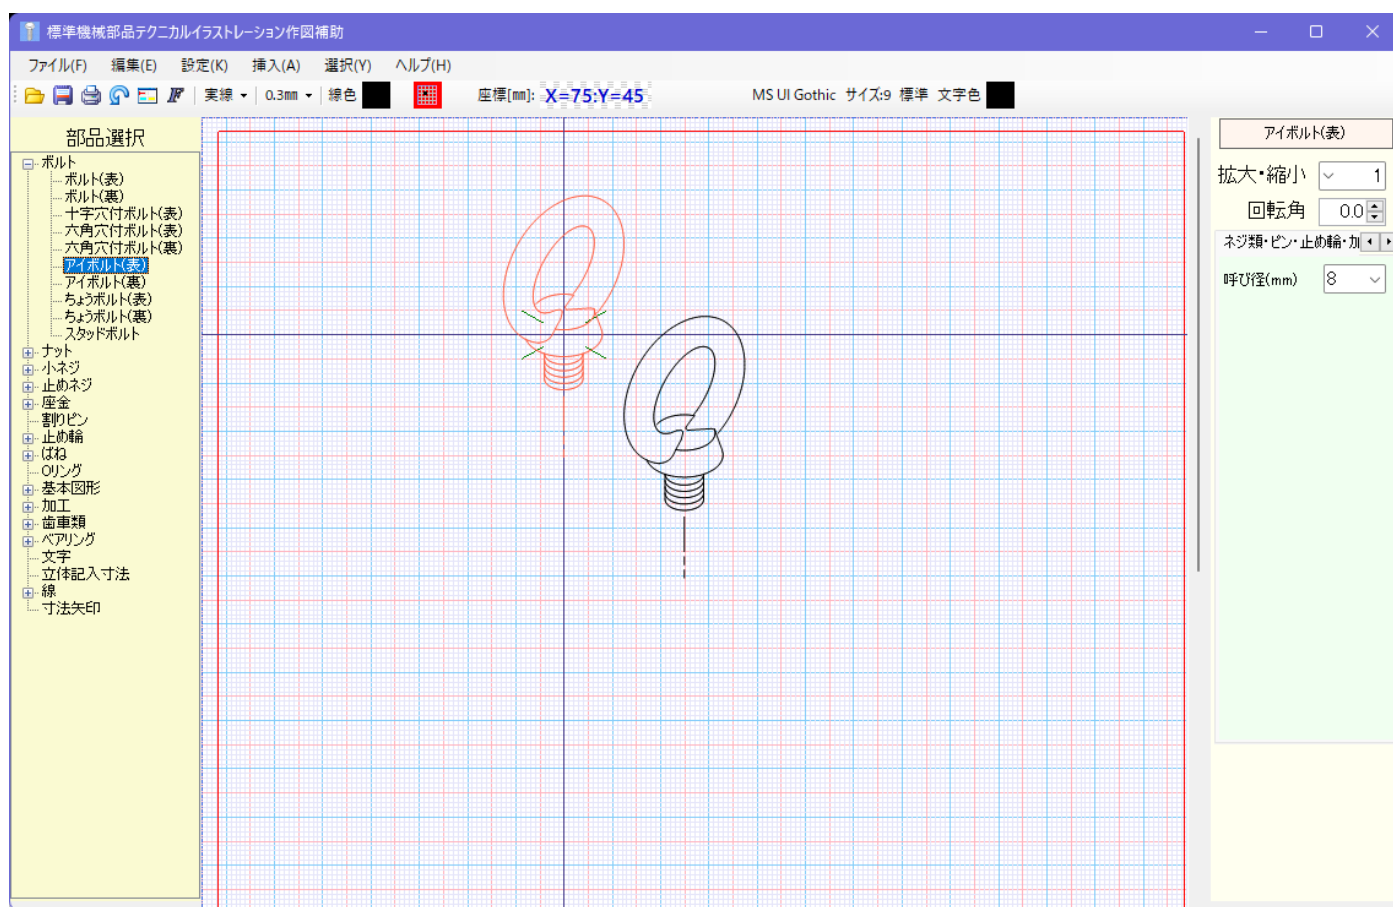 標準機械部品テクニカルイラストレーション作図補助
ファイル(F) 編集(E) 設定(K) 挿入(A) 選択(Y) ヘルプ(H)
実線 0.3㎜ 線色 座標[㎜]: X=75:Y=45 MS UI Gothic サイズ:9 標準 文字色
部品選択
ボルト
ボルト(表)
ボルト(裏)
十字穴付ボルト(表)
六角穴付ボルト(表)
六角穴付ボルト(裏)
アイボルト(表)
アイボルト(裏)
ちょうボルト(表)
ちょうボルト(裏)
スタッドボルト
ナット
小ネジ
止めネジ
座金
割りピン
止め輪
ばね
Oリング
基本図形
加工
歯車類
ベアリング
文字
立体記入寸法
線
寸法矢印
アイボルト(表)
拡大・縮小 1
回転角 0.0
ネジ類・ピン・止め輪・加
呼び径(mm) 8